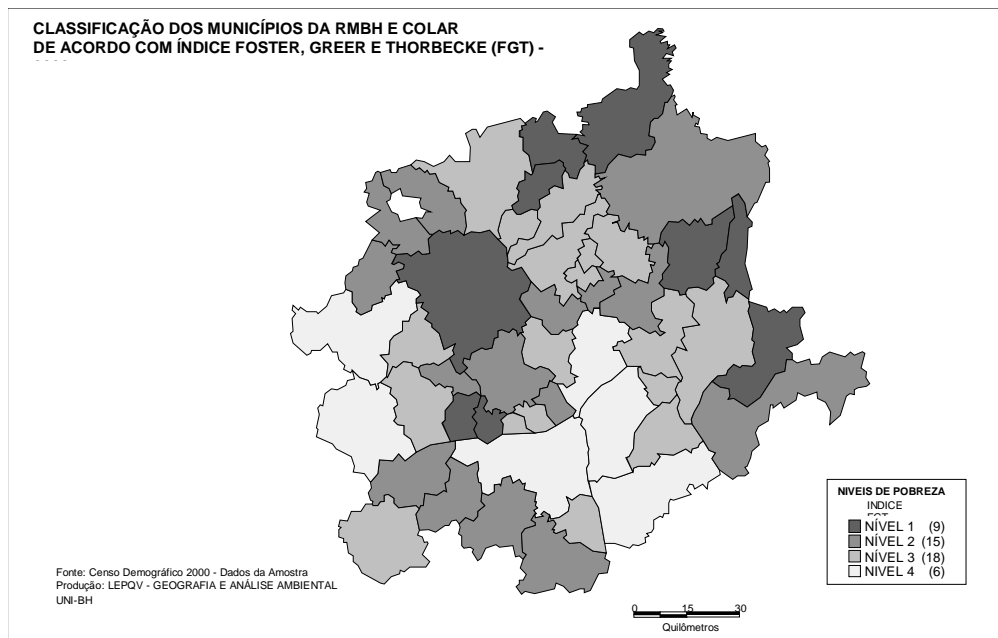 CLASSIFICAÇÃO DOS MUNICÍPIOS DA RMBH E COLAR
DE ACORDO COM ÍNDICE FOSTER, GREER E THORBECKE (FGT) -
NIVEIS DE POBREZA
INDICE
NÍVEL 1 (9)
NÍVEL 2 (15)
NÍVEL 3 (18)
NIVEL 4 (6)
Fonte: Censo Demográfico 2000 - Dados da Amostra
Produção: LEPQV - GEOGRAFIA E ANÁLISE AMBIENTAL
UNI-BH
0 15 30
Quilômetros